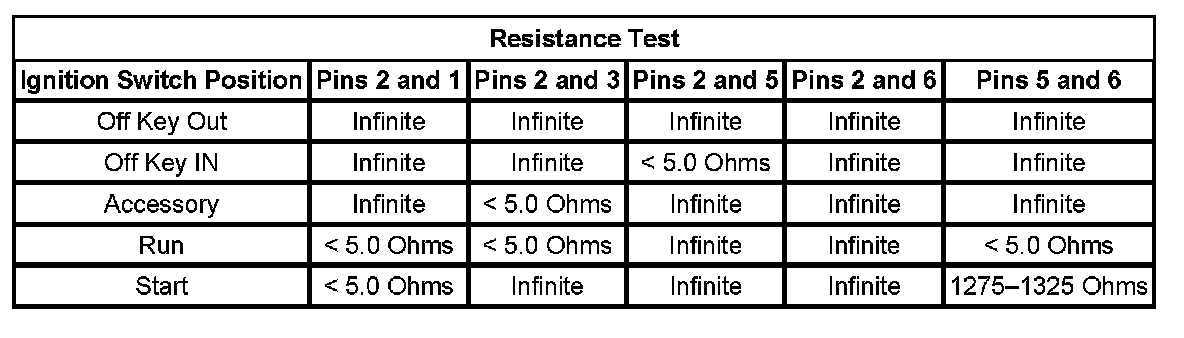 Resistance Test
Ignition Switch Position Pins 2 and 1 Pins 2 and 3 Pins 2 and 5 Pins 2 and 6 Pins 5 and 6
Off Key Out Infinite Infinite Infinite Infinite Infinite
Off Key IN Infinite Infinite < 5.0 Ohms Infinite Infinite
Accessory Infinite < 5.0 Ohms Infinite Infinite Infinite
Run < 5.0 Ohms < 5.0 Ohms Infinite Infinite < 5.0 Ohms
Start < 5.0 Ohms Infinite Infinite Infinite 1275–1325 Ohms